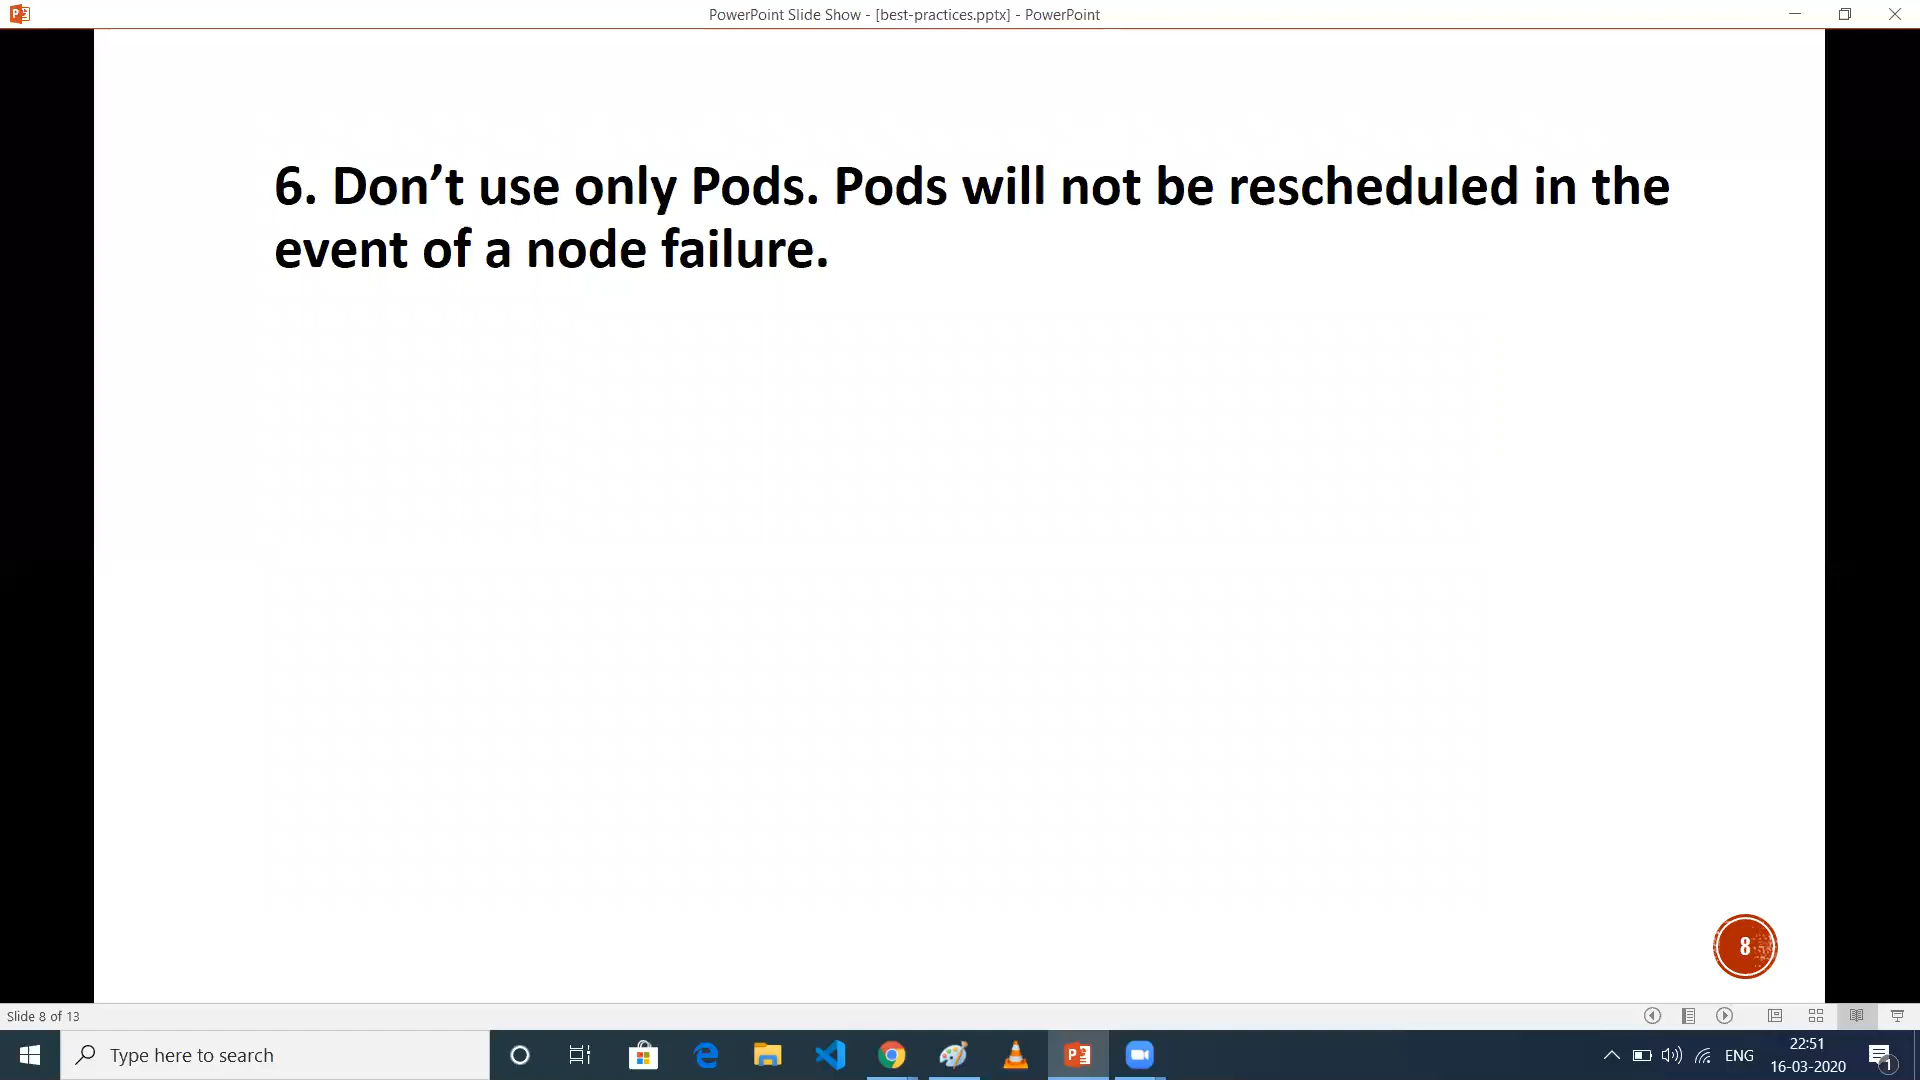 PowerPoint Slide Show - [best-practices.pptx] - PowerPoint
6. Don’t use only Pods. Pods will not be rescheduled in the
event of a node failure.
8
Slide 8 of 13
Type here to search
ENG
22:51
16-03-2020
1